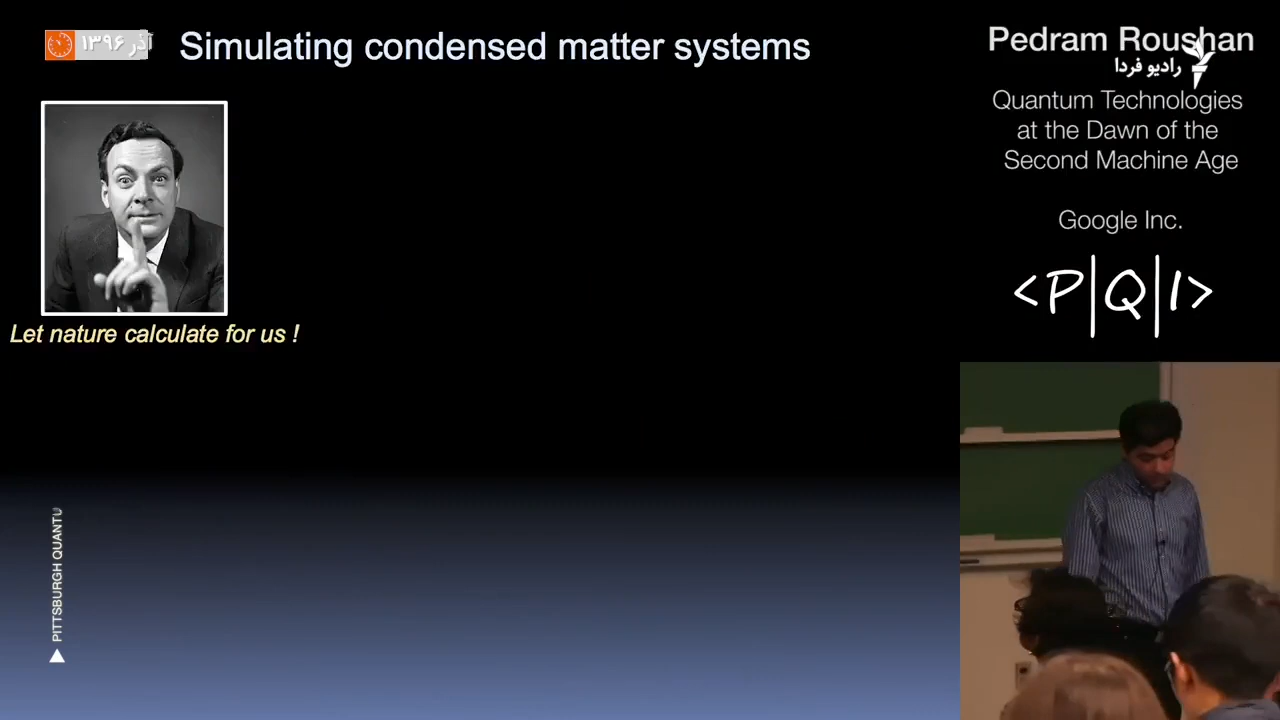 آذر ۱۳۹۶
Simulating condensed matter systems
Let nature calculate for us !
PITTSBURGH QUANTU
Pedram Roushan
رادیو فردا
Quantum Technologies
at the Dawn of the
Second Machine Age
Google Inc.
<P|Q|I>